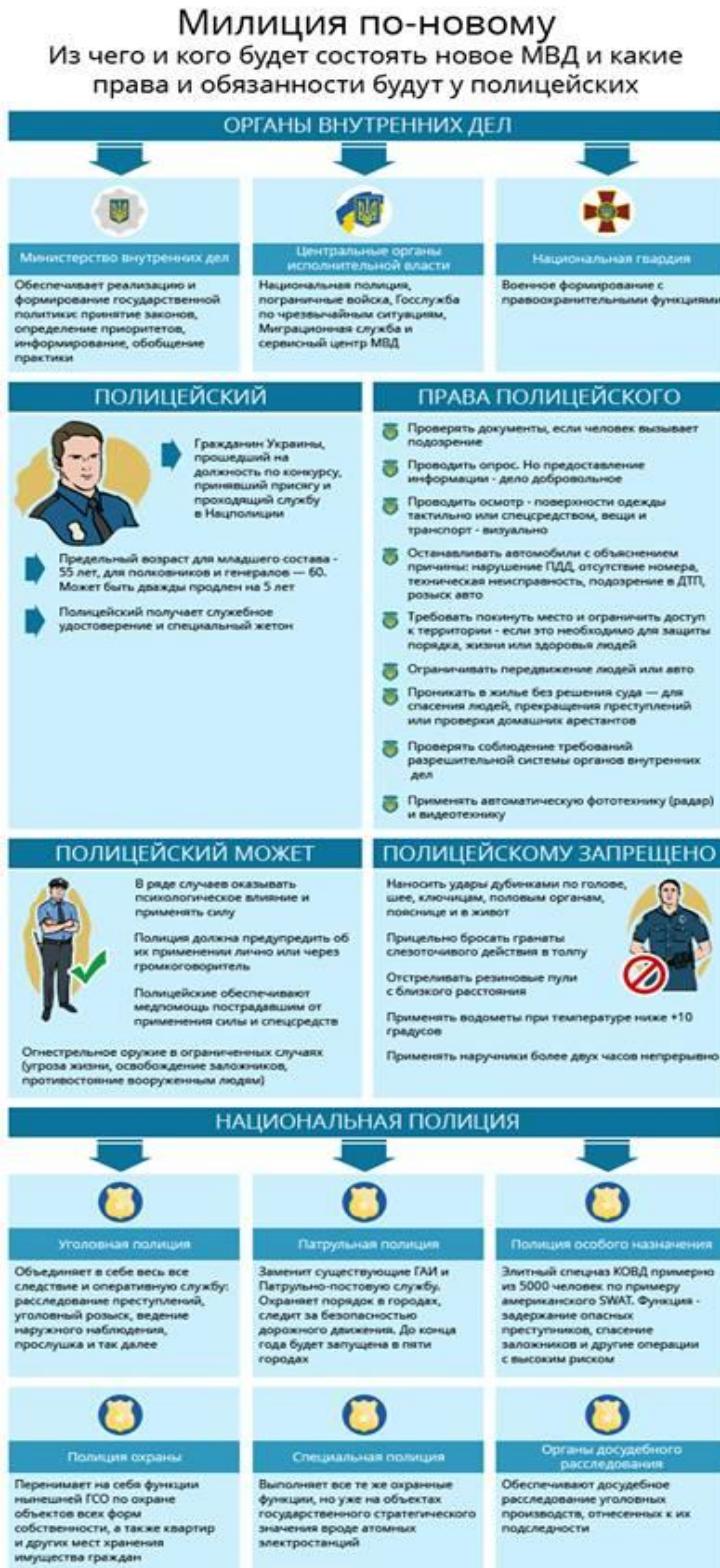 Милиция по-новому
Из чего и кого будет состоять новое МВД и какие
права и обязанности будут у полицейских
ОРГАНЫ ВНУТРЕННИХ ДЕЛ
Министерство внутренних дел
Обеспечивает реализацию и
формирование государственной
политики: принятие законов,
определение приоритетов,
информирование, обобщение
практики
Центральные органы
исполнительной власти
Национальная полиция,
пограничные войска, Госслужба
по чрезвычайным ситуациям,
Миграционная служба и
сервисный центр МВД
Национальная гвардия
Военное формирование с
правоохранительными функциями
ПОЛИЦЕЙСКИЙ
Гражданин Украины,
прошедший на
должность по конкурсу,
принявший присягу и
проходящий службу
в Нацполиции
Предельный возраст для младшего состава -
55 лет, для полковников и генералов — 60.
Может быть дважды продлен на 5 лет
Полицейский получает служебное
удостоверение и специальный жетон
ПРАВА ПОЛИЦЕЙСКОГО
Проверять документы, если человек вызывает
подозрение
Проводить опрос. Но предоставление
информации - дело добровольное
Проводить осмотр - поверхности одежды
тактильно или спецсредством, вещи и
транспорт - визуально
Останавливать автомобили с объяснением
причины: нарушение ПДД, отсутствие номера,
техническая неисправность, подозрение в ДТП,
розыск авто
Требовать покинуть место и ограничить доступ
к территории - если это необходимо для защиты
порядка, жизни или здоровья людей
Ограничивать передвижение людей или авто
Проникать в жилье без решения суда — для
спасения людей, прекращения преступлений
или проверки домашних арестантов
Проверять соблюдение требований
разрешительной системы органов внутренних
дел
Применять автоматическую фототехнику (радар)
и видеотехнику
ПОЛИЦЕЙСКИЙ МОЖЕТ
В ряде случаев оказывать
психологическое влияние и
применять силу
Полиция должна предупредить об
их применении лично или через
громкоговоритель
Полицейские обеспечивают
медпомощь пострадавшим от
применения силы и спецсредств
Огнестрельное оружие в ограниченных случаях
(угроза жизни, освобождение заложников,
противостояние вооруженным людям)
ПОЛИЦЕЙСКОМУ ЗАПРЕЩЕНО
Наносить удары дубинками по голове,
шее, ключицам, половым органам,
пояснице и в живот
Прицельно бросать гранаты
слезоточивого действия в толпу
Отстреливать резиновые пули
с близкого расстояния
Применять водометы при температуре ниже +10
градусов
Применять наручники более двух часов непрерывно
НАЦИОНАЛЬНАЯ ПОЛИЦИЯ
Уголовная полиция
Объединяет в себе весь все
следствие и оперативную службу:
расследование преступлений,
уголовный розыск, ведение
наружного наблюдения,
прослушка и так далее
Патрульная полиция
Заменит существующие ГАИ и
Патрульно-постовую службу.
Охраняет порядок в городах,
следит за безопасностью
дорожного движения. До конца
года будет запущена в пяти
городах
Полиция особого назначения
Элитный спецназ КОВД примерно
из 5000 человек по примеру
американского SWAT. Функция -
задержание опасных
преступников, спасение
заложников и другие операции
с высоким риском
Полиция охраны
Перенимает на себя функции
нынешней ГСО по охране
объектов всех форм
собственности, а также квартир
и других мест хранения
имущества граждан
Специальная полиция
Выполняет все те же охранные
функции, но уже на объектах
государственного стратегического
значения вроде атомных
электростанций
Органы досудебного
расследования
Обеспечивают досудебное
расследование уголовных
производств, отнесенных к их
подследности